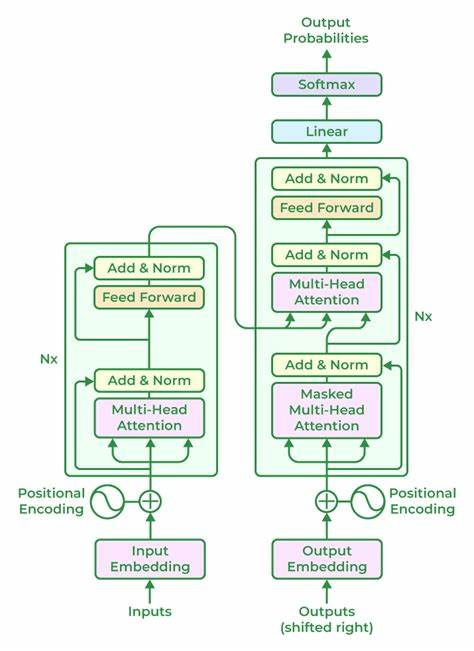 Output
Probabilities
Softmax
Linear
Add & Norm
Feed Forward
Add & Norm
Multi-Head
Attention
Nx
Add & Norm
Masked
Multi-Head
Attention
Positional
Encoding
Output
Embedding
Outputs
(shifted right)
Add & Norm
Feed Forward
Nx
Add & Norm
Multi-Head
Attention
Positional
Encoding
Input
Embedding
Inputs